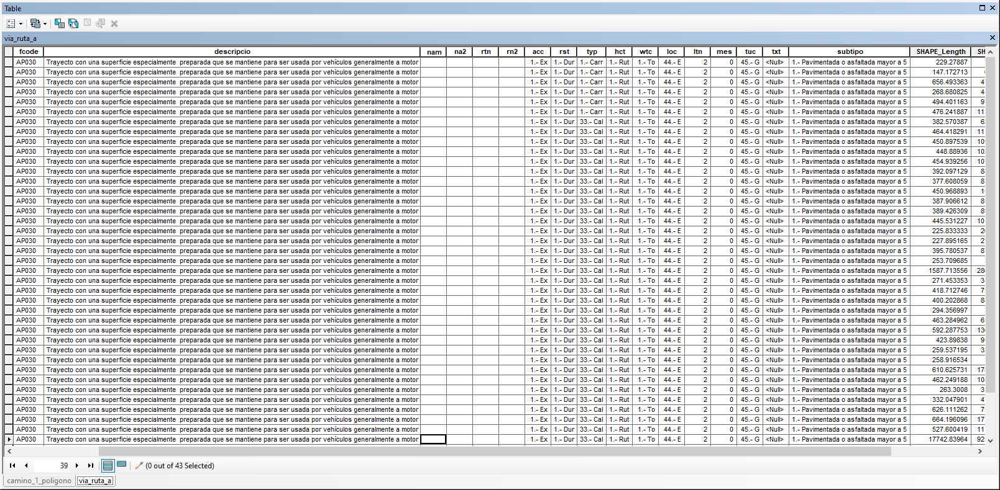 Table
via_ruta_a
fcode descripcio nam na2 rtn rn2 acc rst typ hct wtc loc ltn mes tuc txt subtipo SHAPE_Length SH
AP030 Trayecto con una superficie especialmente preparada que se mantiene para ser usada por vehículos generalmente a motor 1.- Ex 1.- Dur 1.- Carr 1.- Rut 1.- To 44.- E 2 0 45.- G <Null> 1.- Pavimentada o asfaltada mayor a 5 229.27887
AP030 Trayecto con una superficie especialmente preparada que se mantiene para ser usada por vehículos generalmente a motor 1.- Ex 1.- Dur 1.- Carr 1.- Rut 1.- To 44.- E 2 0 45.- G <Null> 1.- Pavimentada o asfaltada mayor a 5 147.172713
AP030 Trayecto con una superficie especialmente preparada que se mantiene para ser usada por vehículos generalmente a motor 1.- Ex 1.- Dur 1.- Carr 1.- Rut 1.- To 44.- E 2 0 45.- G <Null> 1.- Pavimentada o asfaltada mayor a 5 656.493363
AP030 Trayecto con una superficie especialmente preparada que se mantiene para ser usada por vehículos generalmente a motor 1.- Ex 1.- Dur 1.- Carr 1.- Rut 1.- To 44.- E 2 0 45.- G <Null> 1.- Pavimentada o asfaltada mayor a 5 268.680825
AP030 Trayecto con una superficie especialmente preparada que se mantiene para ser usada por vehículos generalmente a motor 1.- Ex 1.- Dur 1.- Carr 1.- Rut 1.- To 44.- E 2 0 45.- G <Null> 1.- Pavimentada o asfaltada mayor a 5 494.401163
AP030 Trayecto con una superficie especialmente preparada que se mantiene para ser usada por vehículos generalmente a motor 1.- Ex 1.- Dur 1.- Carr 1.- Rut 1.- To 44.- E 2 0 45.- G <Null> 1.- Pavimentada o asfaltada mayor a 5 476.241887
AP030 Trayecto con una superficie especialmente preparada que se mantiene para ser usada por vehículos generalmente a motor 1.- Ex 1.- Dur 33.- Cal 1.- Rut 1.- To 44.- E 2 0 45.- G <Null> 1.- Pavimentada o asfaltada mayor a 5 382.570387
AP030 Trayecto con una superficie especialmente preparada que se mantiene para ser usada por vehículos generalmente a motor 1.- Ex 1.- Dur 33.- Cal 1.- Rut 1.- To 44.- E 2 0 45.- G <Null> 1.- Pavimentada o asfaltada mayor a 5 464.418291
AP030 Trayecto con una superficie especialmente preparada que se mantiene para ser usada por vehículos generalmente a motor 1.- Ex 1.- Dur 33.- Cal 1.- Rut 1.- To 44.- E 2 0 45.- G <Null> 1.- Pavimentada o asfaltada mayor a 5 450.897539
AP030 Trayecto con una superficie especialmente preparada que se mantiene para ser usada por vehículos generalmente a motor 1.- Ex 1.- Dur 33.- Cal 1.- Rut 1.- To 44.- E 2 0 45.- G <Null> 1.- Pavimentada o asfaltada mayor a 5 448.88936
AP030 Trayecto con una superficie especialmente preparada que se mantiene para ser usada por vehículos generalmente a motor 1.- Ex 1.- Dur 33.- Cal 1.- Rut 1.- To 44.- E 2 0 45.- G <Null> 1.- Pavimentada o asfaltada mayor a 5 454.939256
AP030 Trayecto con una superficie especialmente preparada que se mantiene para ser usada por vehículos generalmente a motor 1.- Ex 1.- Dur 33.- Cal 1.- Rut 1.- To 44.- E 2 0 45.- G <Null> 1.- Pavimentada o asfaltada mayor a 5 392.097129
AP030 Trayecto con una superficie especialmente preparada que se mantiene para ser usada por vehículos generalmente a motor 1.- Ex 1.- Dur 33.- Cal 1.- Rut 1.- To 44.- E 2 0 45.- G <Null> 1.- Pavimentada o asfaltada mayor a 5 377.608059
AP030 Trayecto con una superficie especialmente preparada que se mantiene para ser usada por vehículos generalmente a motor 1.- Ex 1.- Dur 33.- Cal 1.- Rut 1.- To 44.- E 2 0 45.- G <Null> 1.- Pavimentada o asfaltada mayor a 5 450.968893
AP030 Trayecto con una superficie especialmente preparada que se mantiene para ser usada por vehículos generalmente a motor 1.- Ex 1.- Dur 33.- Cal 1.- Rut 1.- To 44.- E 2 0 45.- G <Null> 1.- Pavimentada o asfaltada mayor a 5 387.906612
AP030 Trayecto con una superficie especialmente preparada que se mantiene para ser usada por vehículos generalmente a motor 1.- Ex 1.- Dur 33.- Cal 1.- Rut 1.- To 44.- E 2 0 45.- G <Null> 1.- Pavimentada o asfaltada mayor a 5 389.426309
AP030 Trayecto con una superficie especialmente preparada que se mantiene para ser usada por vehículos generalmente a motor 1.- Ex 1.- Dur 33.- Cal 1.- Rut 1.- To 44.- E 2 0 45.- G <Null> 1.- Pavimentada o asfaltada mayor a 5 445.531227
AP030 Trayecto con una superficie especialmente preparada que se mantiene para ser usada por vehículos generalmente a motor 1.- Ex 1.- Dur 33.- Cal 1.- Rut 1.- To 44.- E 2 0 45.- G <Null> 1.- Pavimentada o asfaltada mayor a 5 225.833333
AP030 Trayecto con una superficie especialmente preparada que se mantiene para ser usada por vehículos generalmente a motor 1.- Ex 1.- Dur 33.- Cal 1.- Rut 1.- To 44.- E 2 0 45.- G <Null> 1.- Pavimentada o asfaltada mayor a 5 227.895165
AP030 Trayecto con una superficie especialmente preparada que se mantiene para ser usada por vehículos generalmente a motor 1.- Ex 1.- Dur 33.- Cal 1.- Rut 1.- To 44.- E 2 0 45.- G <Null> 1.- Pavimentada o asfaltada mayor a 5 395.780537
AP030 Trayecto con una superficie especialmente preparada que se mantiene para ser usada por vehículos generalmente a motor 1.- Ex 1.- Dur 33.- Cal 1.- Rut 1.- To 44.- E 2 0 45.- G <Null> 1.- Pavimentada o asfaltada mayor a 5 253.709685
AP030 Trayecto con una superficie especialmente preparada que se mantiene para ser usada por vehículos generalmente a motor 1.- Ex 1.- Dur 33.- Cal 1.- Rut 1.- To 44.- E 2 0 45.- G <Null> 1.- Pavimentada o asfaltada mayor a 5 1587.713556
AP030 Trayecto con una superficie especialmente preparada que se mantiene para ser usada por vehículos generalmente a motor 1.- Ex 1.- Dur 33.- Cal 1.- Rut 1.- To 44.- E 2 0 45.- G <Null> 1.- Pavimentada o asfaltada mayor a 5 271.453353
AP030 Trayecto con una superficie especialmente preparada que se mantiene para ser usada por vehículos generalmente a motor 1.- Ex 1.- Dur 33.- Cal 1.- Rut 1.- To 44.- E 2 0 45.- G <Null> 1.- Pavimentada o asfaltada mayor a 5 418.712746
AP030 Trayecto con una superficie especialmente preparada que se mantiene para ser usada por vehículos generalmente a motor 1.- Ex 1.- Dur 33.- Cal 1.- Rut 1.- To 44.- E 2 0 45.- G <Null> 1.- Pavimentada o asfaltada mayor a 5 400.202868
AP030 Trayecto con una superficie especialmente preparada que se mantiene para ser usada por vehículos generalmente a motor 1.- Ex 1.- Dur 33.- Cal 1.- Rut 1.- To 44.- E 2 0 45.- G <Null> 1.- Pavimentada o asfaltada mayor a 5 294.356997
AP030 Trayecto con una superficie especialmente preparada que se mantiene para ser usada por vehículos generalmente a motor 1.- Ex 1.- Dur 33.- Cal 1.- Rut 1.- To 44.- E 2 0 45.- G <Null> 1.- Pavimentada o asfaltada mayor a 5 463.284962
AP030 Trayecto con una superficie especialmente preparada que se mantiene para ser usada por vehículos generalmente a motor 1.- Ex 1.- Dur 33.- Cal 1.- Rut 1.- To 44.- E 2 0 45.- G <Null> 1.- Pavimentada o asfaltada mayor a 5 592.287753
AP030 Trayecto con una superficie especialmente preparada que se mantiene para ser usada por vehículos generalmente a motor 1.- Ex 1.- Dur 33.- Cal 1.- Rut 1.- To 44.- E 2 0 45.- G <Null> 1.- Pavimentada o asfaltada mayor a 5 423.89838
AP030 Trayecto con una superficie especialmente preparada que se mantiene para ser usada por vehículos generalmente a motor 1.- Ex 1.- Dur 33.- Cal 1.- Rut 1.- To 44.- E 2 0 45.- G <Null> 1.- Pavimentada o asfaltada mayor a 5 259.537195
AP030 Trayecto con una superficie especialmente preparada que se mantiene para ser usada por vehículos generalmente a motor 1.- Ex 1.- Dur 33.- Cal 1.- Rut 1.- To 44.- E 2 0 45.- G <Null> 1.- Pavimentada o asfaltada mayor a 5 258.916534
AP030 Trayecto con una superficie especialmente preparada que se mantiene para ser usada por vehículos generalmente a motor 1.- Ex 1.- Dur 33.- Cal 1.- Rut 1.- To 44.- E 2 0 45.- G <Null> 1.- Pavimentada o asfaltada mayor a 5 610.625731
AP030 Trayecto con una superficie especialmente preparada que se mantiene para ser usada por vehículos generalmente a motor 1.- Ex 1.- Dur 33.- Cal 1.- Rut 1.- To 44.- E 2 0 45.- G <Null> 1.- Pavimentada o asfaltada mayor a 5 462.249188
AP030 Trayecto con una superficie especialmente preparada que se mantiene para ser usada por vehículos generalmente a motor 1.- Ex 1.- Dur 33.- Cal 1.- Rut 1.- To 44.- E 2 0 45.- G <Null> 1.- Pavimentada o asfaltada mayor a 5 263.3008
AP030 Trayecto con una superficie especialmente preparada que se mantiene para ser usada por vehículos generalmente a motor 1.- Ex 1.- Dur 33.- Cal 1.- Rut 1.- To 44.- E 2 0 45.- G <Null> 1.- Pavimentada o asfaltada mayor a 5 332.047901
AP030 Trayecto con una superficie especialmente preparada que se mantiene para ser usada por vehículos generalmente a motor 1.- Ex 1.- Dur 33.- Cal 1.- Rut 1.- To 44.- E 2 0 45.- G <Null> 1.- Pavimentada o asfaltada mayor a 5 626.111262
AP030 Trayecto con una superficie especialmente preparada que se mantiene para ser usada por vehículos generalmente a motor 1.- Ex 1.- Dur 33.- Cal 1.- Rut 1.- To 44.- E 2 0 45.- G <Null> 1.- Pavimentada o asfaltada mayor a 5 664.196096
AP030 Trayecto con una superficie especialmente preparada que se mantiene para ser usada por vehículos generalmente a motor 1.- Ex 1.- Dur 33.- Cal 1.- Rut 1.- To 44.- E 2 0 45.- G <Null> 1.- Pavimentada o asfaltada mayor a 5 527.600419
AP030 Trayecto con una superficie especialmente preparada que se mantiene para ser usada por vehículos generalmente a motor 1.- Ex 1.- Dur 33.- Cal 1.- Rut 1.- To 44.- E 2 0 45.- G <Null> 1.- Pavimentada o asfaltada mayor a 5 17742.83964
39 (0 out of 43 Selected)
camino_1_poligono via_ruta_a